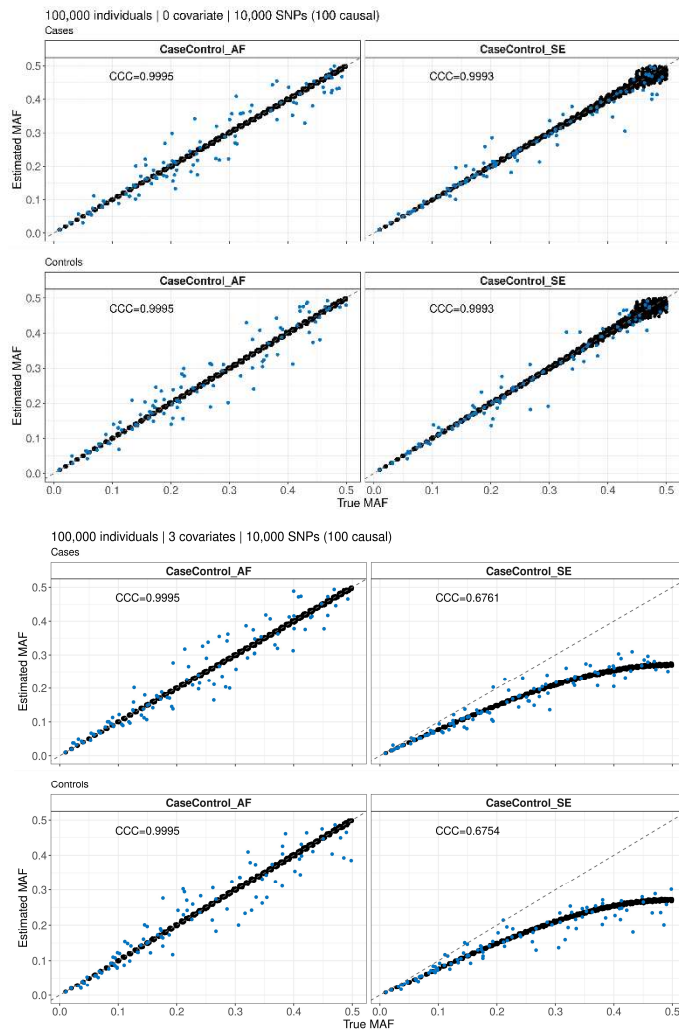 100,000 individuals | 0 covariate | 10,000 SNPs (100 causal)
Cases
CaseControl_AF CaseControl_SE
CCC=0.9995 CCC=0.9993
Estimated MAF
0.5
0.4
0.3
0.2
0.1
0.0
Controls
CaseControl_AF CaseControl_SE
CCC=0.9995 CCC=0.9993
Estimated MAF
0.5
0.4
0.3
0.2
0.1
0.0
0.0 0.1 0.2 0.3 0.4 0.5 0.0 0.1 0.2 0.3 0.4 0.5
True MAF
100,000 individuals | 3 covariates | 10,000 SNPs (100 causal)
Cases
CaseControl_AF CaseControl_SE
CCC=0.9995 CCC=0.6761
Estimated MAF
0.5
0.4
0.3
0.2
0.1
0.0
Controls
CaseControl_AF CaseControl_SE
CCC=0.9995 CCC=0.6754
Estimated MAF
0.5
0.4
0.3
0.2
0.1
0.0
0.0 0.1 0.2 0.3 0.4 0.5 0.0 0.1 0.2 0.3 0.4 0.5
True MAF